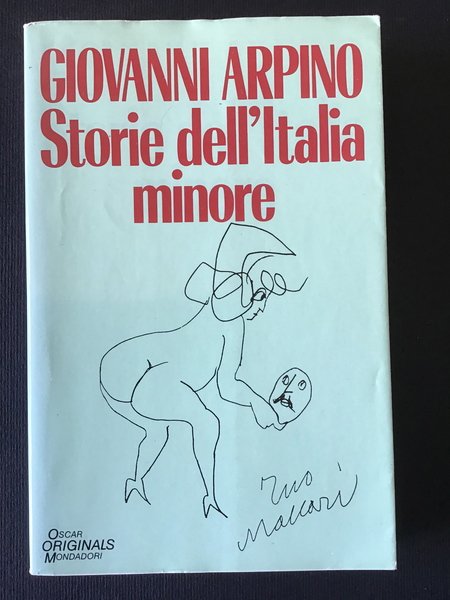 GIOVANNI ARPINO
Storie dell'Italia
minore
Mino
Maccari
OSCAR
ORIGINALS
MONDADORI